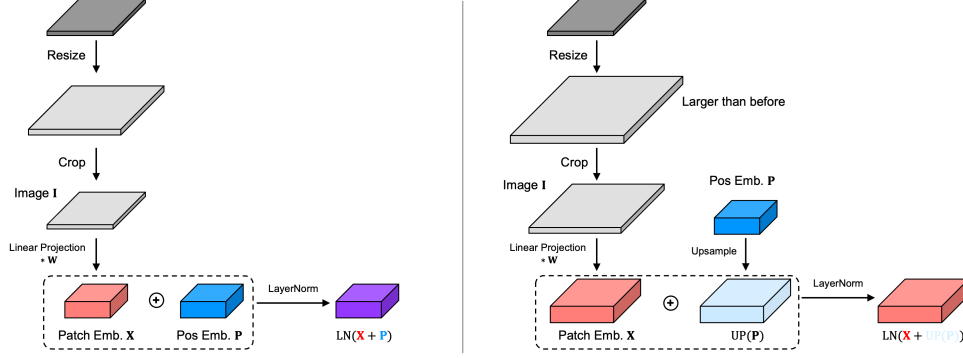 Resize
Crop
Image I
Linear Projection
* W
Patch Emb. X
Pos Emb. P
LayerNorm
LN(X + P)
Resize
Larger than before
Crop
Image I
Pos Emb. P
Linear Projection
* W
Upsample
Patch Emb. X
UP(P)
LayerNorm
LN(X + UP(P))